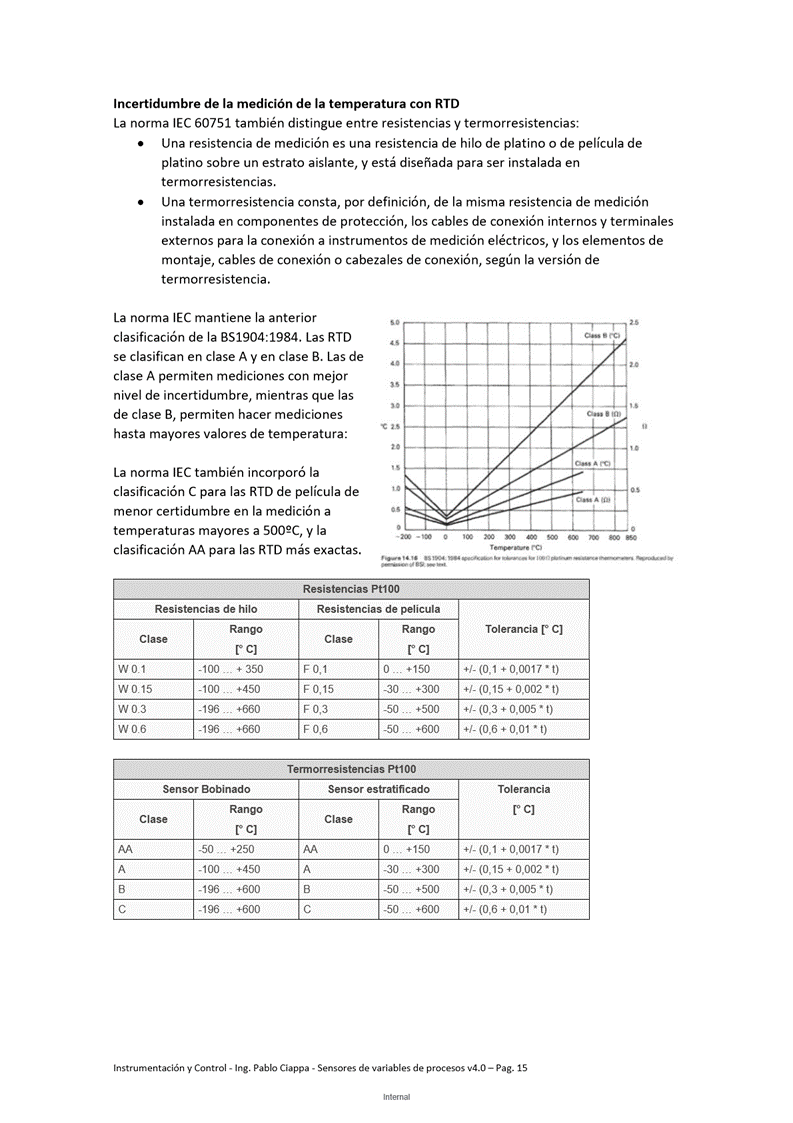 Incertidumbre de la medición de la temperatura con RTD
La norma IEC 60751 también distingue entre resistencias y termorresistencias:
• Una resistencia de medición es una resistencia de hilo de platino o de película de
platino sobre un estrato aislante, y está diseñada para ser instalada en
termorresistencias.
• Una termorresistencia consta, por definición, de la misma resistencia de medición
instalada en componentes de protección, los cables de conexión internos y terminales
externos para la conexión a instrumentos de medición eléctricos, y los elementos de
montaje, cables de conexión o cabezales de conexión, según la versión de
termorresistencia.
La norma IEC mantiene la anterior
clasificación de la BS1904:1984. Las RTD
se clasifican en clase A y en clase B. Las de
clase A permiten mediciones con mejor
nivel de incertidumbre, mientras que las
de clase B, permiten hacer mediciones
hasta mayores valores de temperatura:
La norma IEC también incorporó la
clasificación C para las RTD de película de
menor certidumbre en la medición a
temperaturas mayores a 500ºC, y la
clasificación AA para las RTD más exactas.
5.0
4.5
4.0
3.5
3.0
°C 2.5
2.0
1.5
1.0
0.5
0
2.5
2.0
1.5
Ω
1.0
0.5
0
Class B (°C)
Class B (Ω)
Class A (°C)
Class A (Ω)
-200 -100 0 100 200 300 400 500 600 700 800 850
Temperature (°C)
Figure 14.16 BS 1904: 1984 specification for tolerances for 100 Ω platinum resistance thermometers. Reproduced by
permission of BSI; see text.
Resistencias Pt100
Resistencias de hilo Resistencias de película Tolerancia [° C]
Clase Rango [° C] Clase Rango [° C]
W 0.1 -100 … + 350 F 0,1 0 … +150 +/- (0,1 + 0,0017 * t)
W 0.15 -100 … +450 F 0,15 -30 … +300 +/- (0,15 + 0,002 * t)
W 0.3 -196 … +660 F 0,3 -50 … +500 +/- (0,3 + 0,005 * t)
W 0.6 -196 … +660 F 0,6 -50 … +600 +/- (0,6 + 0,01 * t)
Termorresistencias Pt100
Sensor Bobinado Sensor estratificado Tolerancia
[° C]
Clase Rango [° C] Clase Rango [° C]
AA -50 … +250 AA 0 … +150 +/- (0,1 + 0,0017 * t)
A -100 … +450 A -30 … +300 +/- (0,15 + 0,002 * t)
B -196 … +600 B -50 … +500 +/- (0,3 + 0,005 * t)
C -196 … +600 C -50 … +600 +/- (0,6 + 0,01 * t)
Instrumentación y Control - Ing. Pablo Ciappa - Sensores de variables de procesos v4.0 – Pag. 15
Internal